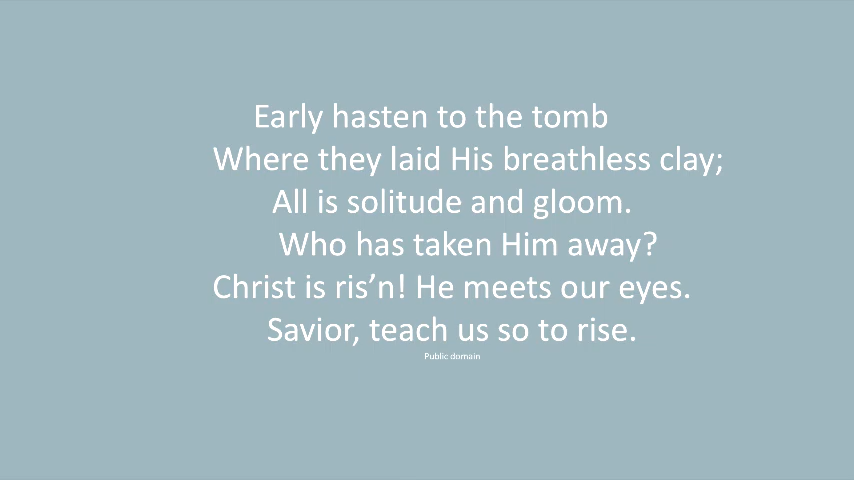 Early hasten to the tomb
Where they laid His breathless clay;
All is solitude and gloom.
Who has taken Him away?
Christ is ris’n! He meets our eyes.
Savior, teach us so to rise.
Public domain